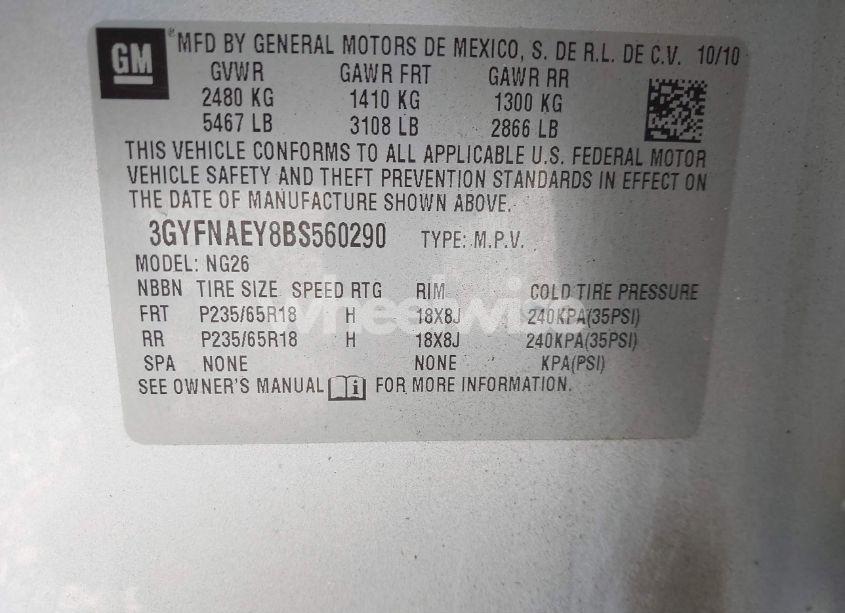 GM
® MFD BY GENERAL MOTORS DE MEXICO, S. DE R.L. DE C.V. 10/10
GVWR GAWR FRT GAWR RR
2480 KG 1410 KG 1300 KG
5467 LB 3108 LB 2866 LB
THIS VEHICLE CONFORMS TO ALL APPLICABLE U.S. FEDERAL MOTOR
VEHICLE SAFETY AND THEFT PREVENTION STANDARDS IN EFFECT ON
THE DATE OF MANUFACTURE SHOWN ABOVE.
3GYFNAEY8BS560290 TYPE: M.P.V.
MODEL: NG26
NBBN TIRE SIZE SPEED RTG RIM COLD TIRE PRESSURE
FRT P235/65R18 H 18X8J 240KPA(35PSI)
RR P235/65R18 H 18X8J 240KPA(35PSI)
SPA NONE NONE KPA(PSI)
SEE OWNER'S MANUAL i FOR MORE INFORMATION.
wheelwise